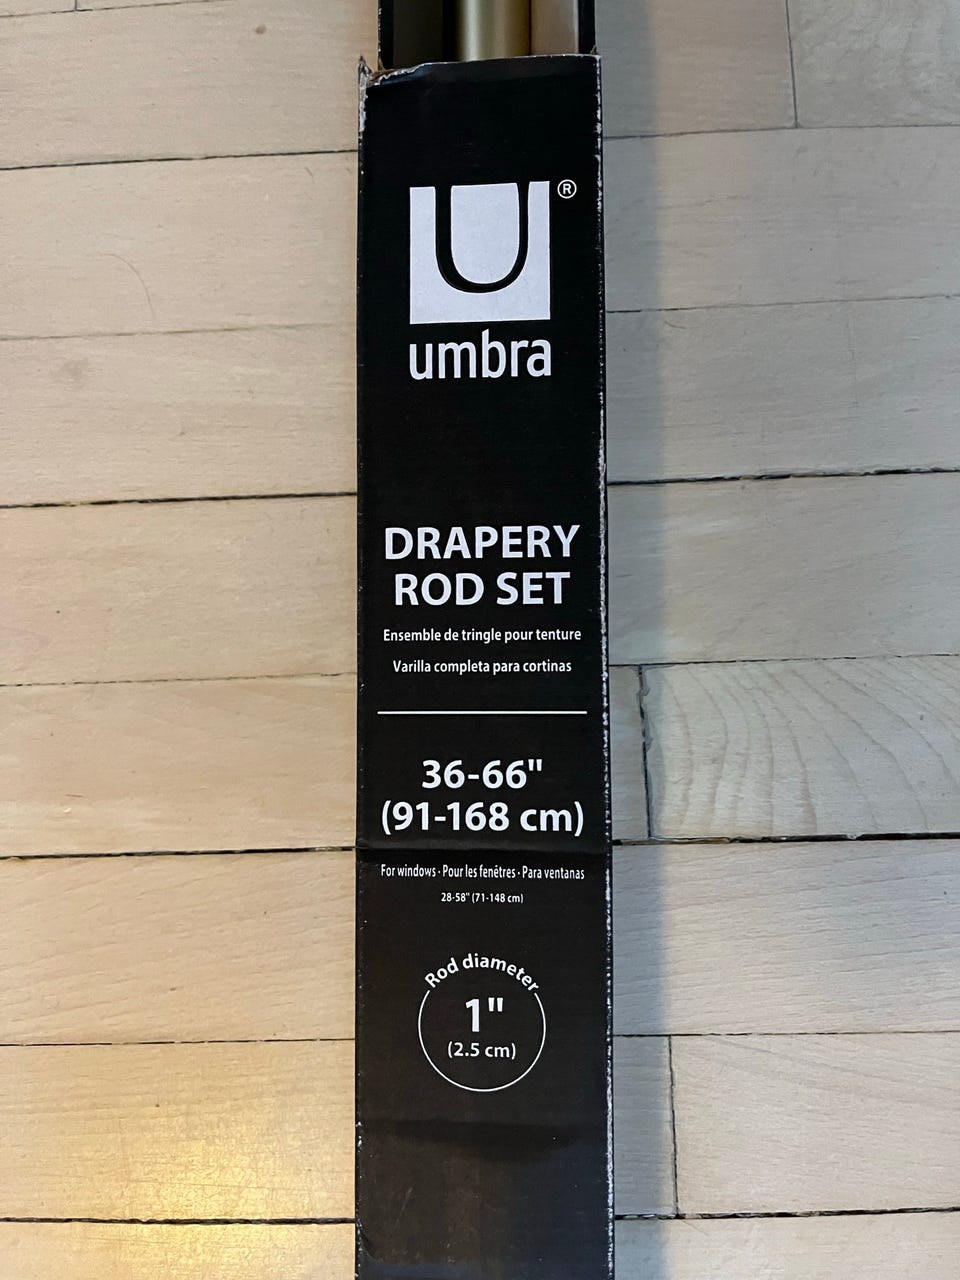 U®
umbra
DRAPERY
ROD SET
Ensemble de tringle pour tenture
Varilla completa para cortinas
36-66"
(91-168 cm)
For windows · Pour les fenêtres · Para ventanas
28-58" (71-148 cm)
Rod diameter
1"
(2.5 cm)